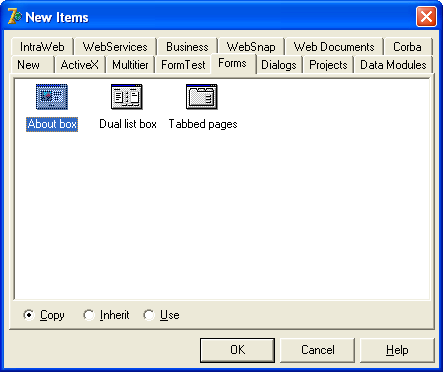 New Items
IntraWeb WebServices Business WebSnap Web Documents Corba
New ActiveX Multitier FormTest Forms Dialogs Projects Data Modules
About box Dual list box Tabbed pages
Copy Inherit Use
OK Cancel Help